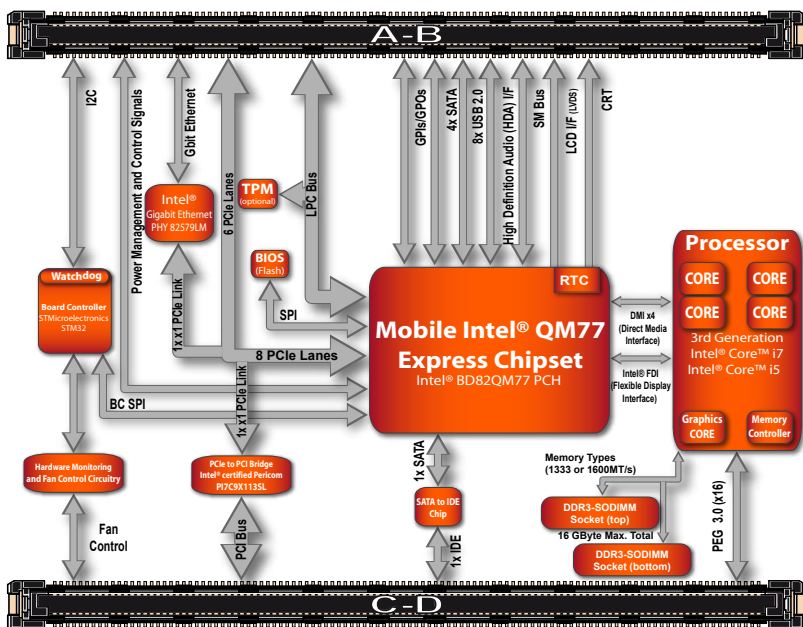 A-B
I2C
Power Management and Control Signals
Gbit Ethernet
6 PCIe Lanes
LPC Bus
GPIs/GPOs
4x SATA
8x USB 2.0
High Definition Audio (HDA) I/F
SM Bus
LCD I/F (LVDS)
CRT
Intel®
Gigabit Ethernet
PHY 82579LM
TPM
(optional)
BIOS
(Flash)
SPI
Watchdog
Board Controller
STMicroelectronics
STM32
1x x1 PCIe Link
8 PCIe Lanes
1x x1 PCIe Link
BC SPI
RTC
Mobile Intel® QM77
Express Chipset
Intel® BD82QM77 PCH
DMI x4
(Direct Media
Interface)
Intel® FDI
(Flexible Display
Interface)
Processor
CORE
CORE
CORE
CORE
3rd Generation
Intel® Core™ i7
Intel® Core™ i5
Graphics
CORE
Memory
Controller
Hardware Monitoring
and Fan Control Circuitry
PCIe to PCI Bridge
Intel® certified Pericom
PI7C9X113SL
1x SATA
SATA to IDE
Chip
Memory Types
(1333 or 1600MT/s)
DDR3-SODIMM
Socket (top)
16 GByte Max. Total
DDR3-SODIMM
Socket (bottom)
PEG 3.0 (x16)
Fan
Control
PCI Bus
1x IDE
C-D